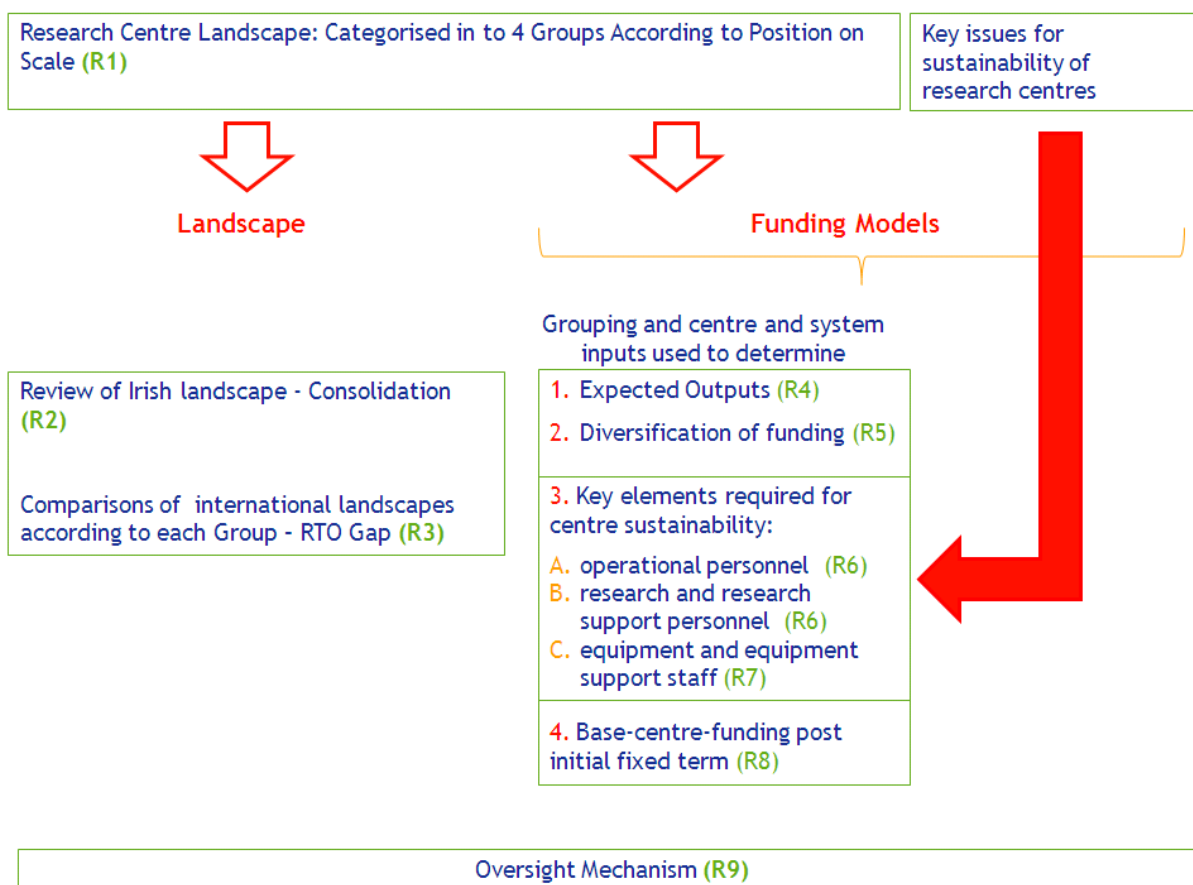 Research Centre Landscape: Categorised in to 4 Groups According to Position on
Scale (R1)
Key issues for
sustainability of
research centres
Landscape
Funding Models
Review of Irish landscape - Consolidation
(R2)
Comparisons of international landscapes
according to each Group - RTO Gap (R3)
Grouping and centre and system
inputs used to determine
1. Expected Outputs (R4)
2. Diversification of funding (R5)
3. Key elements required for
centre sustainability:
A. operational personnel (R6)
B. research and research
support personnel (R6)
C. equipment and equipment
support staff (R7)
4. Base-centre-funding post
initial fixed term (R8)
Oversight Mechanism (R9)